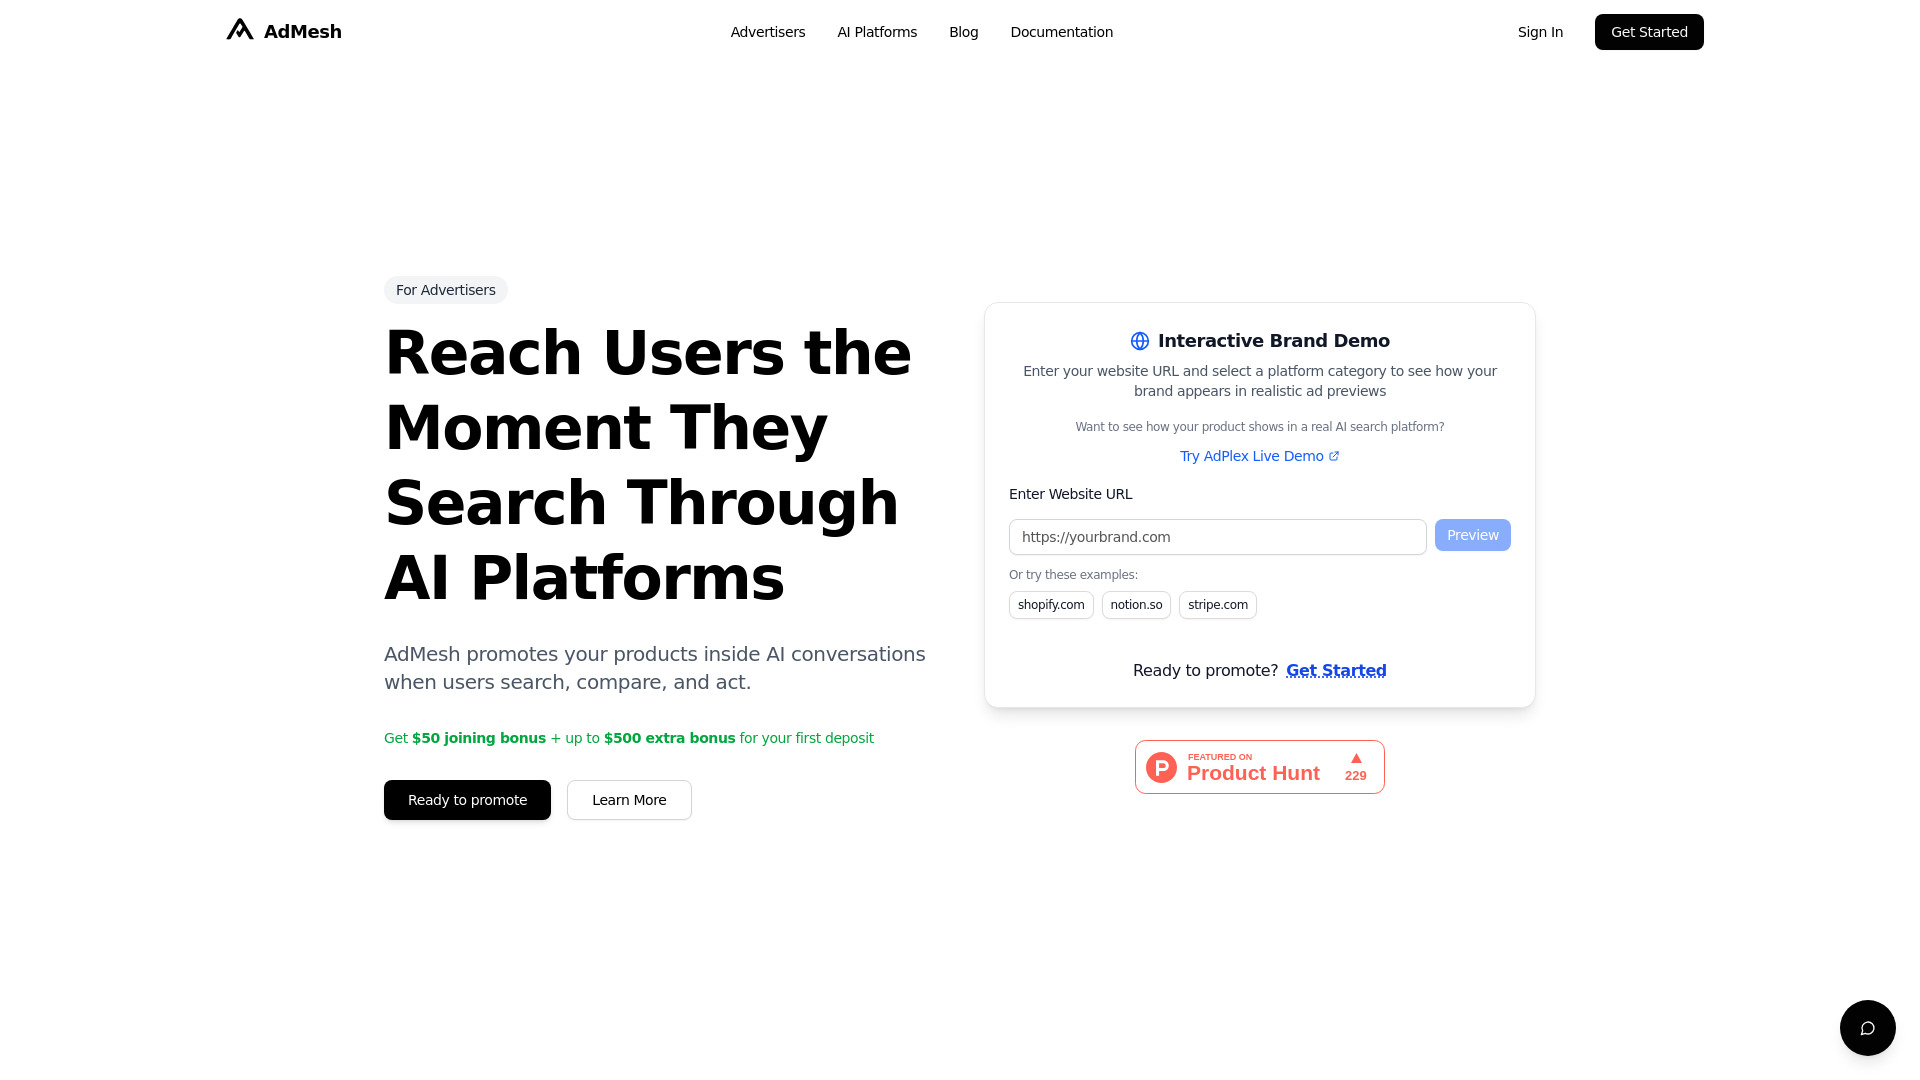 AdMesh
Advertisers
AI Platforms
Blog
Documentation
Sign In
Get Started
For Advertisers
Reach Users the
Moment They
Search Through
AI Platforms
AdMesh promotes your products inside AI conversations
when users search, compare, and act.
Get $50 joining bonus + up to $500 extra bonus for your first deposit
Ready to promote
Learn More
Interactive Brand Demo
Enter your website URL and select a platform category to see how your
brand appears in realistic ad previews
Want to see how your product shows in a real AI search platform?
Try AdPlex Live Demo
Enter Website URL
https://yourbrand.com
Preview
Or try these examples:
shopify.com
notion.so
stripe.com
Ready to promote? Get Started
FEATURED ON
Product Hunt
229